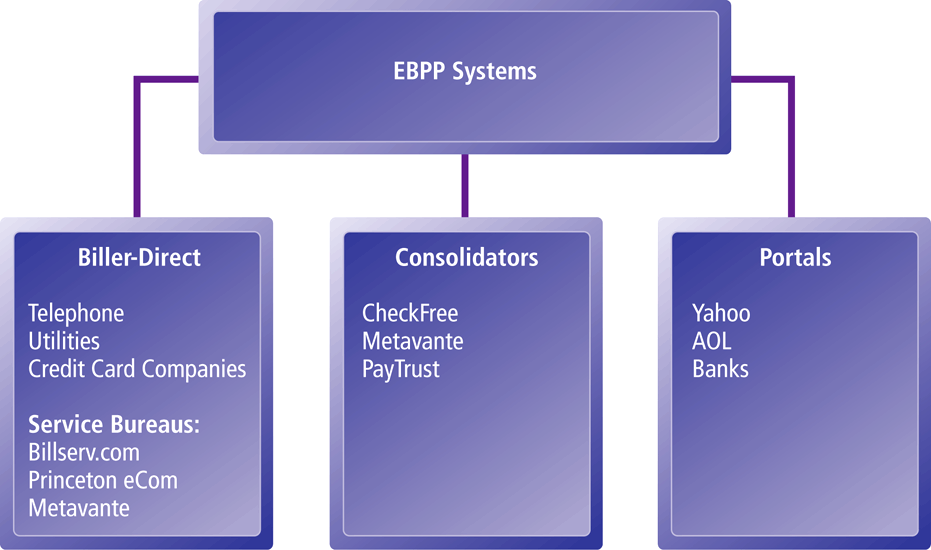 EBPP Systems
Biller-Direct
Telephone
Utilities
Credit Card Companies
Service Bureaus:
Billserv.com
Princeton eCom
Metavante
Consolidators
CheckFree
Metavante
PayTrust
Portals
Yahoo
AOL
Banks